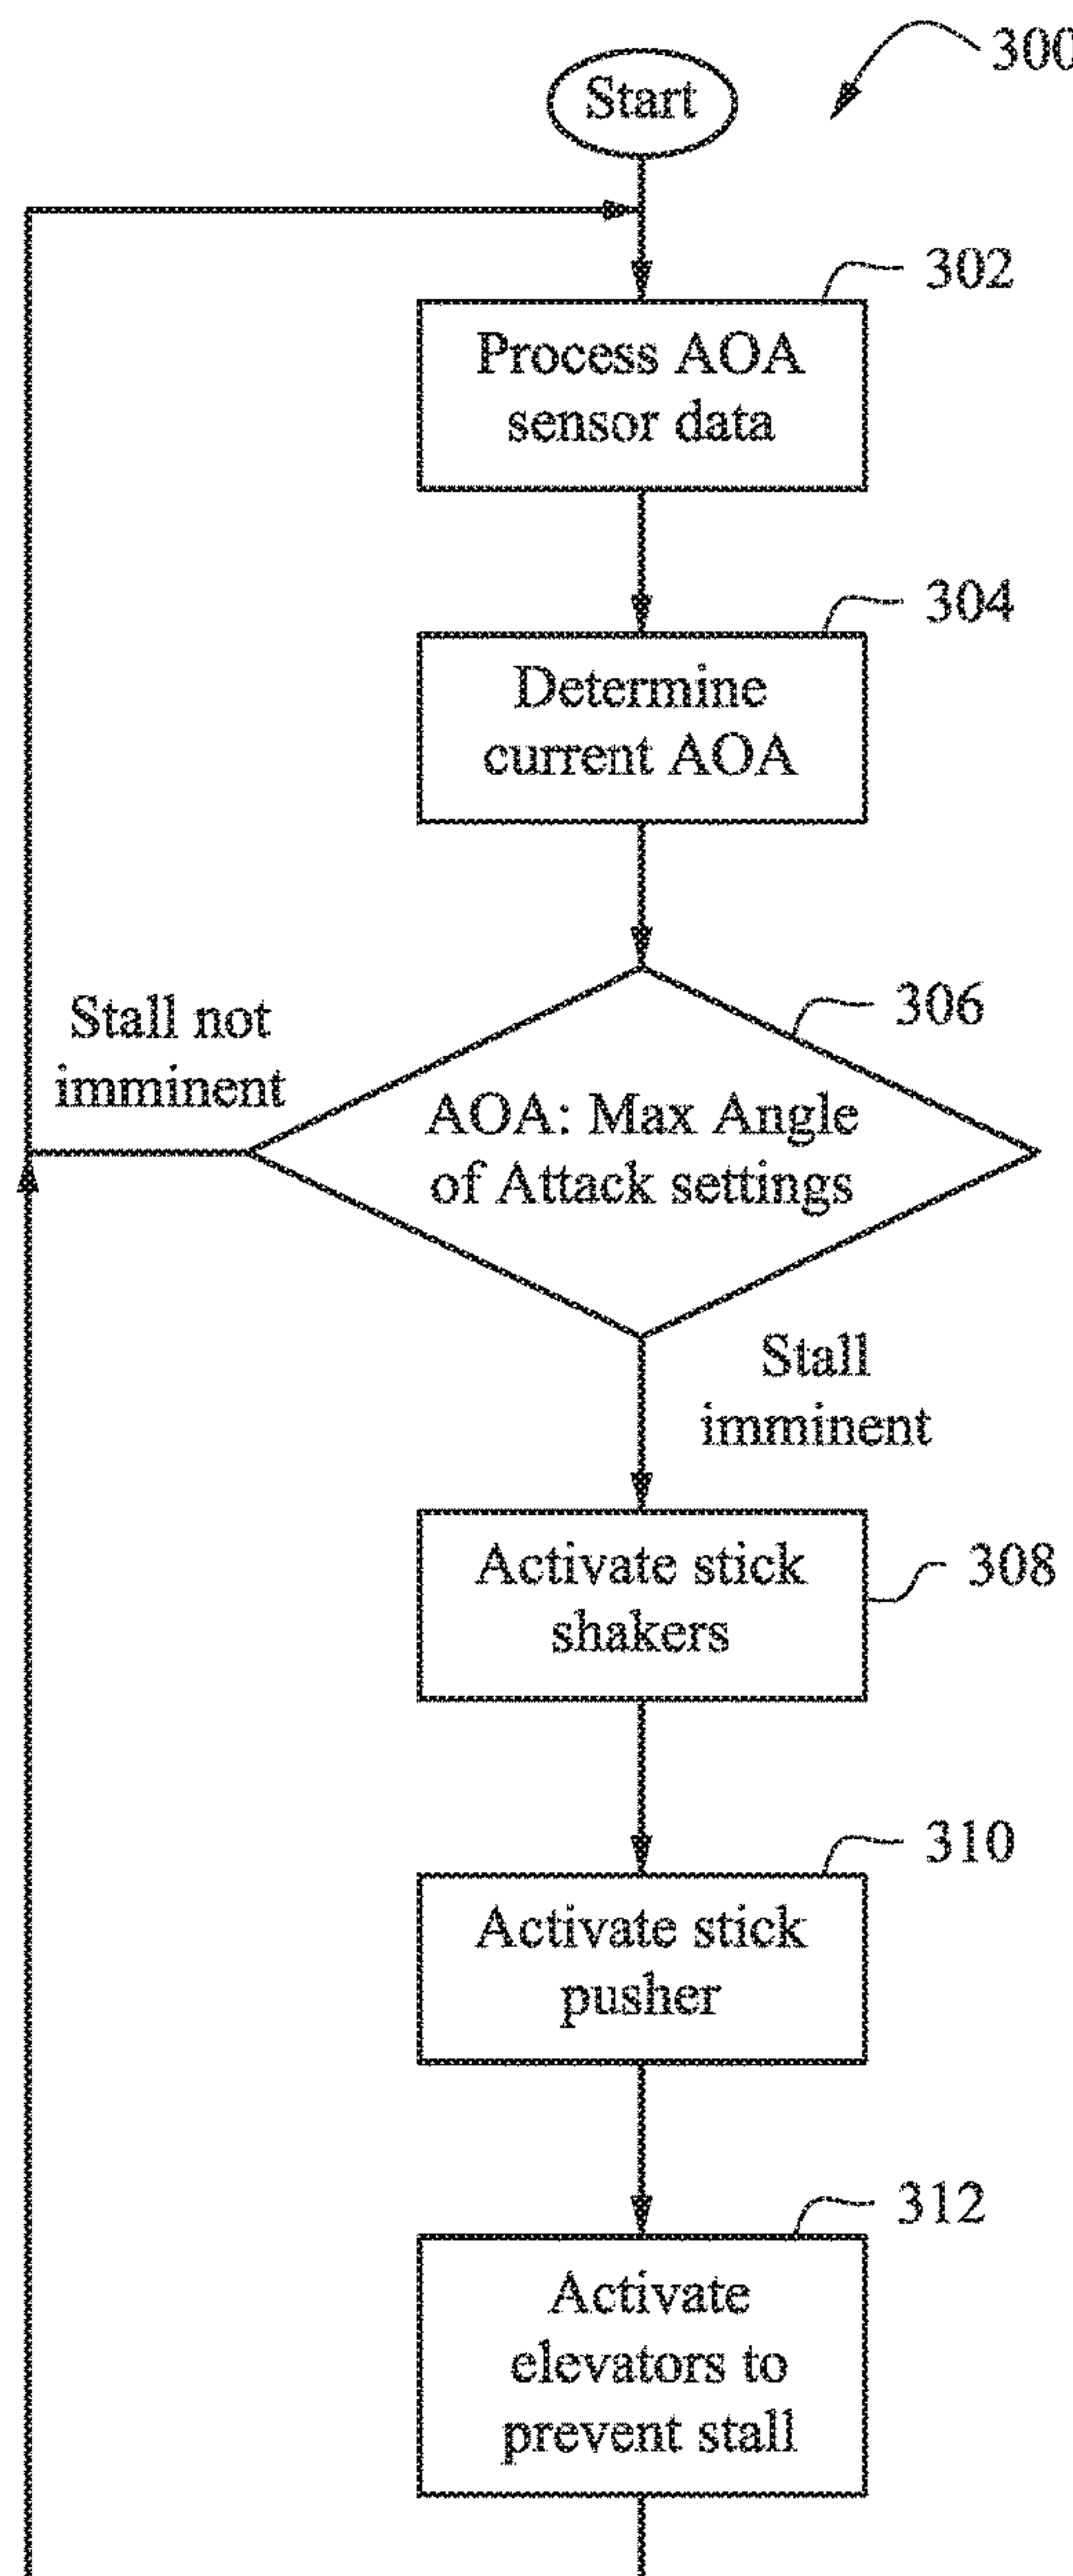 300
Start
302
Process AOA
sensor data
304
Determine
current AOA
306
Stall not
imminent
AOA: Max Angle
of Attack settings
Stall
imminent
Activate stick
shakers
308
310
Activate stick
pusher
312
Activate
elevators to
prevent stall